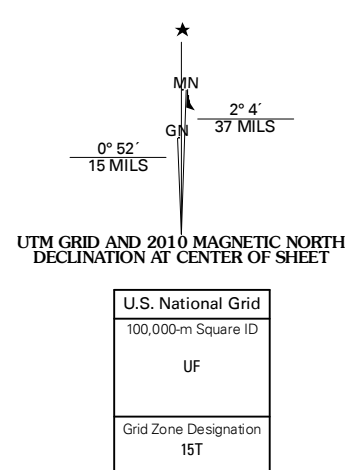 MN
2° 4´
37 MILS
GN
0° 52´
15 MILS
UTM GRID AND 2010 MAGNETIC NORTH
DECLINATION AT CENTER OF SHEET
U.S. National Grid
100,000-m Square ID
UF
Grid Zone Designation
15T